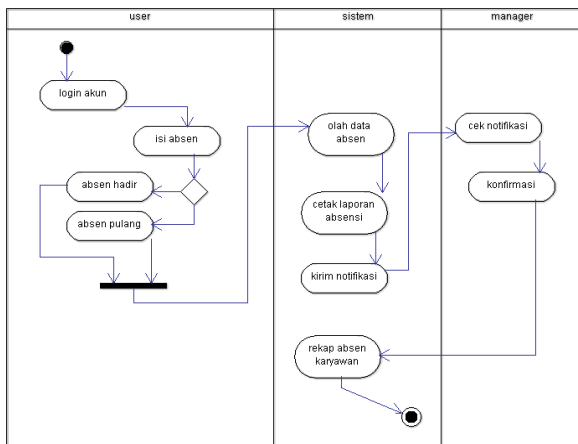 user
sistem
manager
login akun
isi absen
absen hadir
absen pulang
olah data
absen
cetak laporan
absensi
kirim notifikasi
cek notifikasi
konfirmasi
rekap absen
karyawan